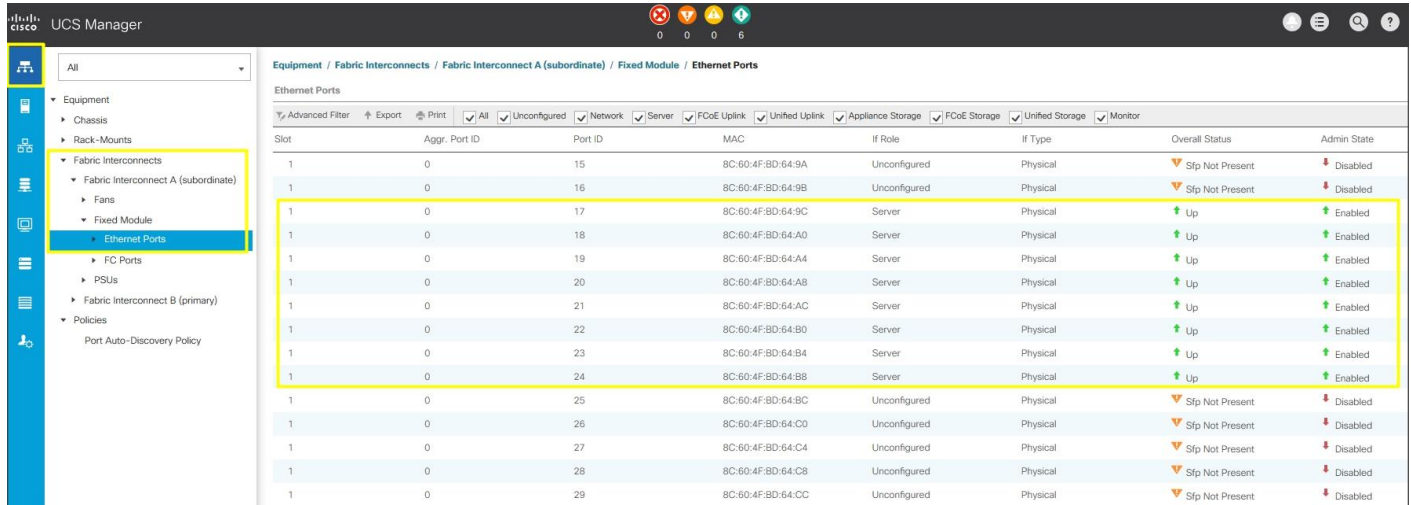 cisco UCS Manager
0 0 0 6
All
Equipment
Chassis
Rack-Mounts
Fabric Interconnects
Fabric Interconnect A (subordinate)
Fans
Fixed Module
Ethernet Ports
FC Ports
PSUs
Fabric Interconnect B (primary)
Policies
Port Auto-Discovery Policy
Equipment / Fabric Interconnects / Fabric Interconnect A (subordinate) / Fixed Module / Ethernet Ports
Ethernet Ports
Advanced Filter Export Print All Unconfigured Network Server FCoE Uplink Unified Uplink Appliance Storage FCoE Storage Unified Storage Monitor
Slot Aggr. Port ID Port ID MAC If Role If Type Overall Status Admin State
1 0 15 8C:60:4F:BD:64:9A Unconfigured Physical Sfp Not Present Disabled
1 0 16 8C:60:4F:BD:64:9B Unconfigured Physical Sfp Not Present Disabled
1 0 17 8C:60:4F:BD:64:9C Server Physical Up Enabled
1 0 18 8C:60:4F:BD:64:A0 Server Physical Up Enabled
1 0 19 8C:60:4F:BD:64:A4 Server Physical Up Enabled
1 0 20 8C:60:4F:BD:64:A8 Server Physical Up Enabled
1 0 21 8C:60:4F:BD:64:AC Server Physical Up Enabled
1 0 22 8C:60:4F:BD:64:B0 Server Physical Up Enabled
1 0 23 8C:60:4F:BD:64:B4 Server Physical Up Enabled
1 0 24 8C:60:4F:BD:64:B8 Server Physical Up Enabled
1 0 25 8C:60:4F:BD:64:BC Unconfigured Physical Sfp Not Present Disabled
1 0 26 8C:60:4F:BD:64:C0 Unconfigured Physical Sfp Not Present Disabled
1 0 27 8C:60:4F:BD:64:C4 Unconfigured Physical Sfp Not Present Disabled
1 0 28 8C:60:4F:BD:64:C8 Unconfigured Physical Sfp Not Present Disabled
1 0 29 8C:60:4F:BD:64:CC Unconfigured Physical Sfp Not Present Disabled